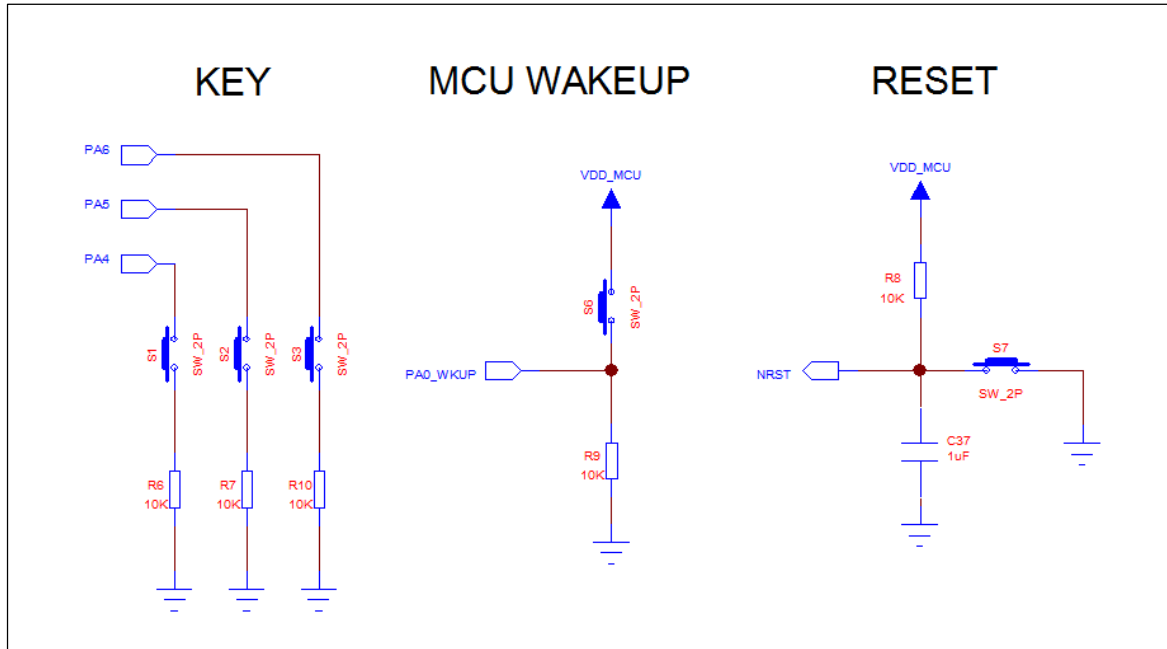 KEY
MCU WAKEUP
RESET
PA6
PA5
PA4
S1
SW_2P
S2
SW_2P
S3
SW_2P
R6
10K
R7
10K
R10
10K
VDD_MCU
S6
SW_2P
PA0_WKUP
R9
10K
VDD_MCU
R8
10K
NRST
S7
SW_2P
C37
1uF